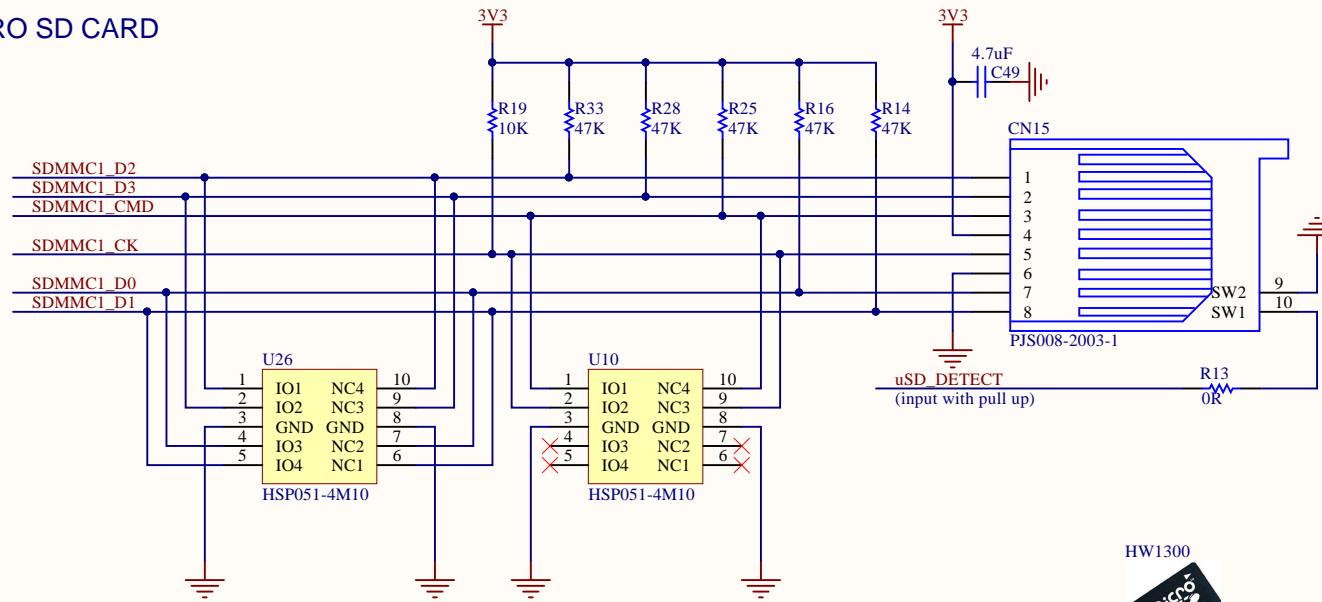 RO SD CARD
3V3
3V3
4.7uF
C49
R19
10K
R33
47K
R28
47K
R25
47K
R16
47K
R14
47K
CN15
SDMMC1_D2
SDMMC1_D3
SDMMC1_CMD
SDMMC1_CK
SDMMC1_D0
SDMMC1_D1
1
2
3
4
5
6
7
8
SW2
9
SW1
10
PJS008-2003-1
U26
1 IO1 NC4 10
2 IO2 NC3 9
3 GND GND 8
4 IO3 NC2 7
5 IO4 NC1 6
HSP051-4M10
U10
1 IO1 NC4 10
2 IO2 NC3 9
3 GND GND 8
4 IO3 NC2 7
5 IO4 NC1 6
HSP051-4M10
uSD_DETECT
(input with pull up)
R13
0R
HW1300